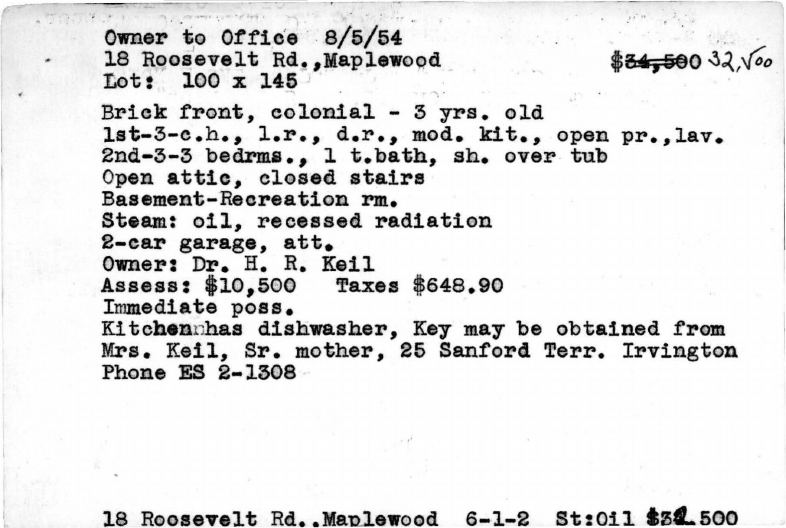 Owner to Office 8/5/54
18 Roosevelt Rd.,Maplewood $34,500 32,500
Lot: 100 x 145
Brick front, colonial - 3 yrs. old
1st-3-c.h., l.r., d.r., mod. kit., open pr.,lav.
2nd-3-3 bedrms., 1 t.bath, sh. over tub
Open attic, closed stairs
Basement-Recreation rm.
Steam: oil, recessed radiation
2-car garage, att.
Owner: Dr. H. R. Keil
Assess: $10,500 Taxes $648.90
Immediate poss.
Kitchen has dishwasher, Key may be obtained from
Mrs. Keil, Sr. mother, 25 Sanford Terr. Irvington
Phone ES 2-1308
18 Roosevelt Rd.,Maplewood 6-1-2 St:Oil $32,500